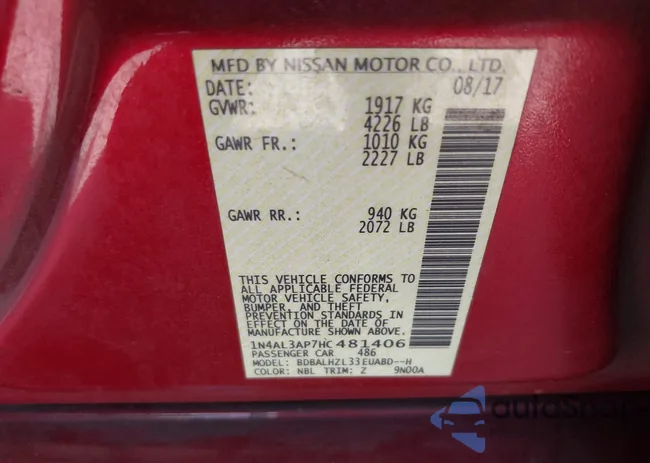 MFD BY NISSAN MOTOR CO., LTD.
DATE: 08/17
GVWR: 1917 KG
4226 LB
GAWR FR.: 1010 KG
2227 LB
GAWR RR.: 940 KG
2072 LB
THIS VEHICLE CONFORMS TO
ALL APPLICABLE FEDERAL
MOTOR VEHICLE SAFETY,
BUMPER, AND THEFT
PREVENTION STANDARDS IN
EFFECT ON THE DATE OF
MANUFACTURE SHOWN ABOVE.
1N4AL3AP7HC481406
PASSENGER CAR 486
MODEL: BDBALHZL33EUABD--H
COLOR: NBL TRIM: Z 9N00A